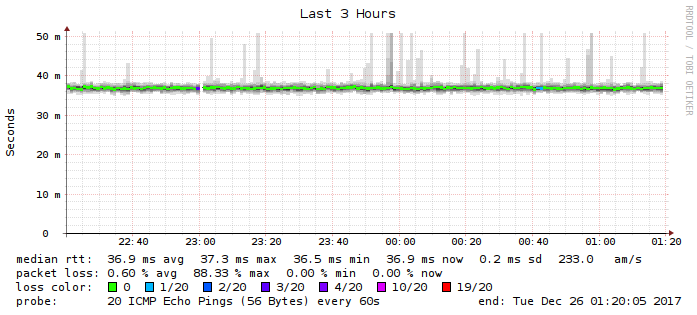 Last 3 Hours
RRDTOOL / TOBI OETIKER
Seconds
50 m
40 m
30 m
20 m
10 m
0
22:40 23:00 23:20 23:40 00:00 00:20 00:40 01:00 01:20
median rtt: 36.9 ms avg 37.3 ms max 36.5 ms min 36.9 ms now 0.2 ms sd 233.0 am/s
packet loss: 0.60 % avg 88.33 % max 0.00 % min 0.00 % now
loss color: 0 1/20 2/20 3/20 4/20 10/20 19/20
probe: 20 ICMP Echo Pings (56 Bytes) every 60s end: Tue Dec 26 01:20:05 2017